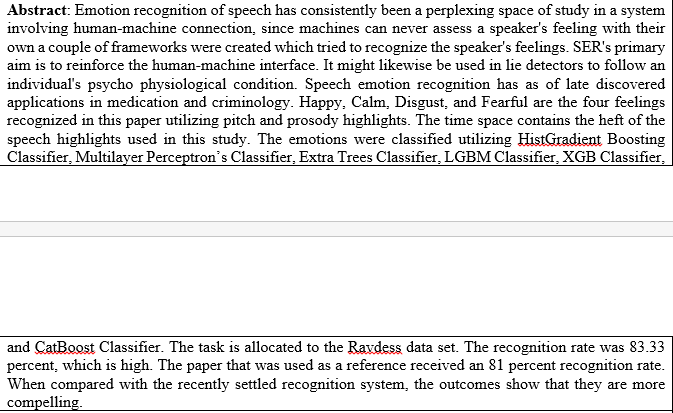 Abstract: Emotion recognition of speech has consistently been a perplexing space of study in a system
involving human-machine connection, since machines can never assess a speaker's feeling with their
own a couple of frameworks were created which tried to recognize the speaker's feelings. SER's primary
aim is to reinforce the human-machine interface. It might likewise be used in lie detectors to follow an
individual's psycho physiological condition. Speech emotion recognition has as of late discovered
applications in medication and criminology. Happy, Calm, Disgust, and Fearful are the four feelings
recognized in this paper utilizing pitch and prosody highlights. The time space contains the heft of the
speech highlights used in this study. The emotions were classified utilizing HistGradient Boosting
Classifier, Multilayer Perceptron’s Classifier, Extra Trees Classifier, LGBM Classifier, XGB Classifier,
and CatBoost Classifier. The task is allocated to the Ravdess data set. The recognition rate was 83.33
percent, which is high. The paper that was used as a reference received an 81 percent recognition rate.
When compared with the recently settled recognition system, the outcomes show that they are more
compelling.